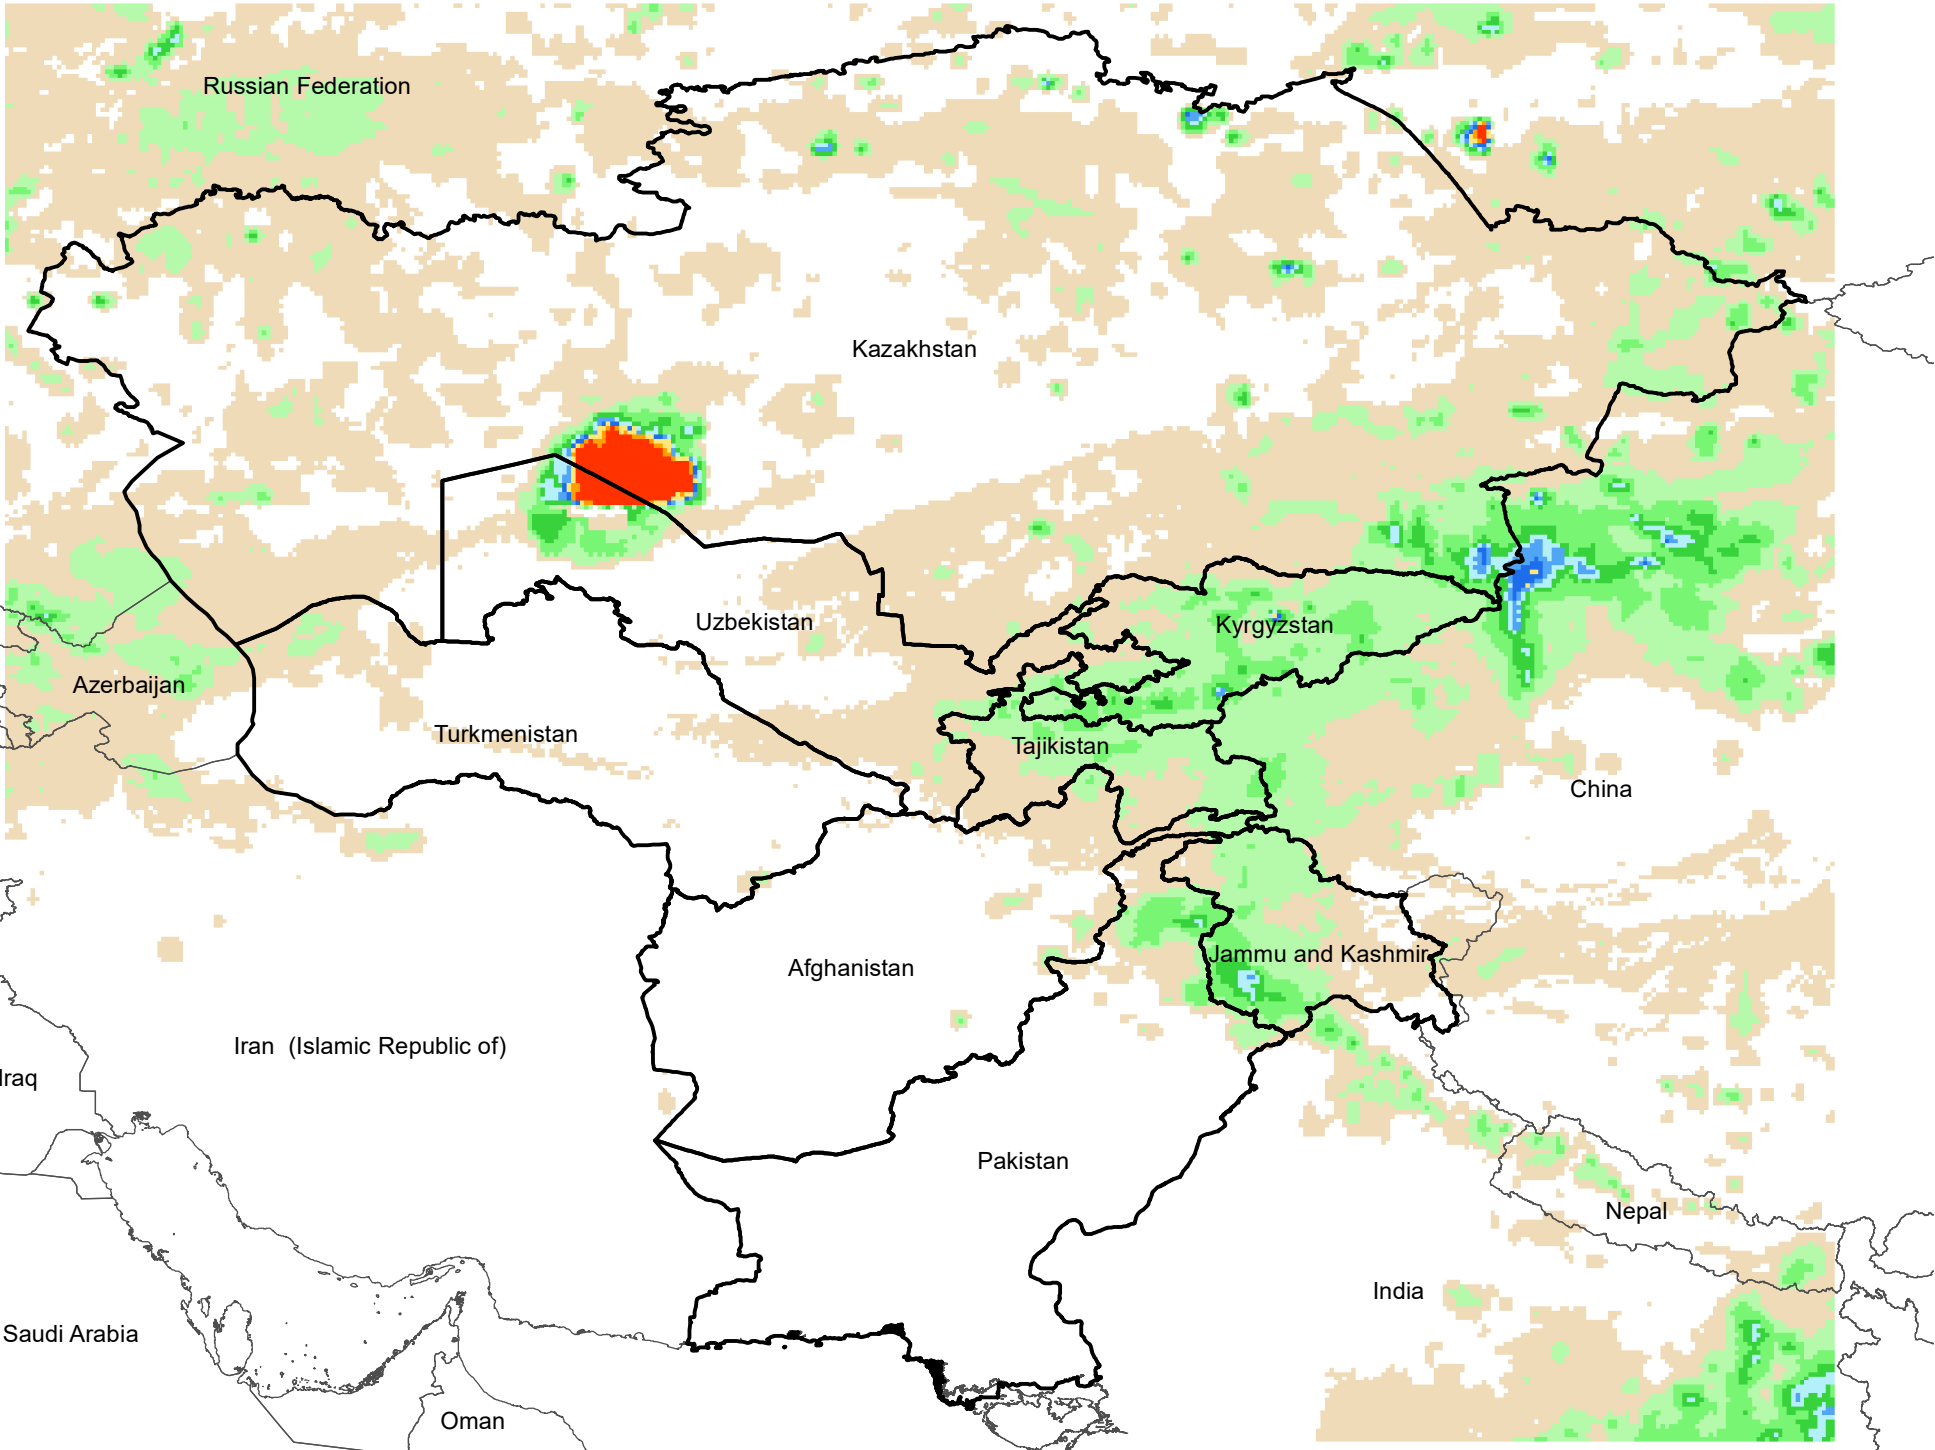 Russian Federation
Kazakhstan
Uzbekistan
Kyrgyzstan
Azerbaijan
Turkmenistan
Tajikistan
China
Jammu and Kashmir
Afghanistan
Iran (Islamic Republic of)
Iraq
Pakistan
Nepal
India
Saudi Arabia
Oman